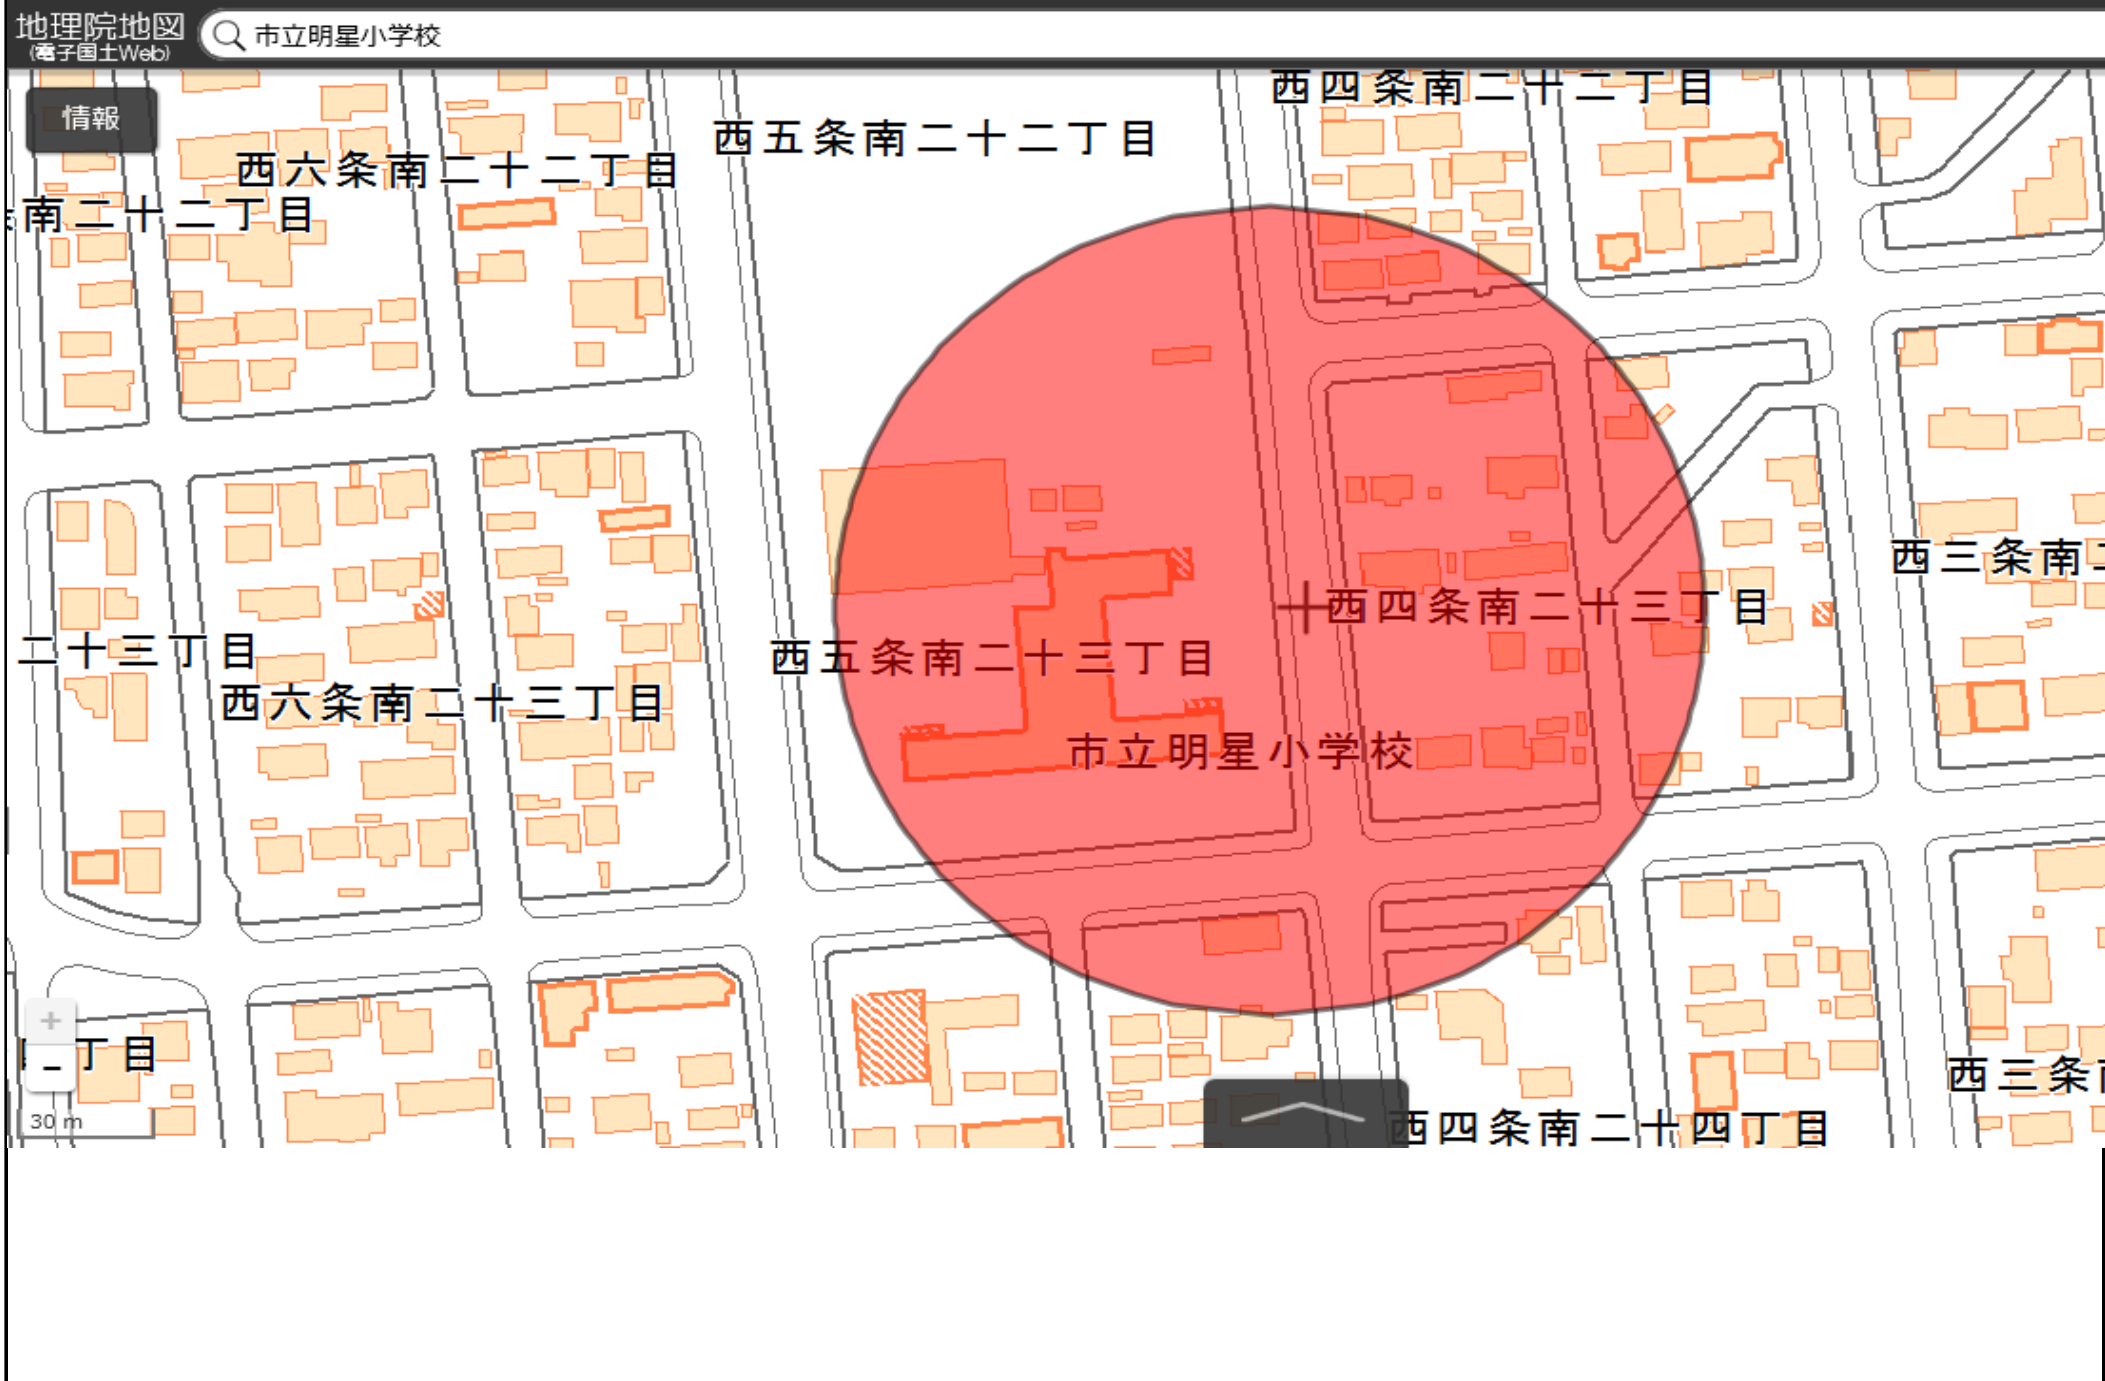 地理院地図
(電子国土Web)
市立明星小学校
情報
西四条南二十二丁目
西五条南二十二丁目
西六条南二十二丁目
南二十二丁目
西三条南二
西四条南二十三丁目
二十三丁目
西五条南二十三丁目
西六条南二十三丁目
市立明星小学校
+
-
丁目
西三条
30 m
西四条南二十四丁目